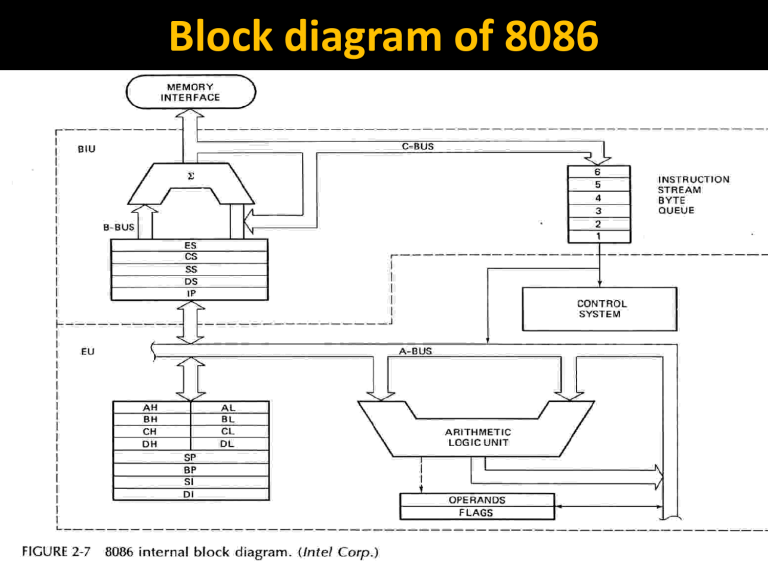 Block diagram of 8086
MEMORY
INTERFACE
BIU
C-BUS
Σ
6
5
4
3
2
1
INSTRUCTION
STREAM
BYTE
QUEUE
B-BUS
ES
CS
SS
DS
IP
CONTROL
SYSTEM
EU
A-BUS
AH AL
BH BL
CH CL
DH DL
SP
BP
SI
DI
ARITHMETIC
LOGIC UNIT
OPERANDS
FLAGS
FIGURE 2-7 8086 internal block diagram. (Intel Corp.)